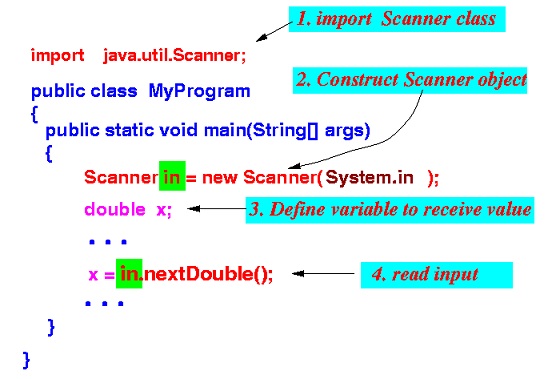 1. import Scanner class
import java.util.Scanner;
2. Construct Scanner object
public class MyProgram
{
public static void main(String[] args)
{
Scanner in = new Scanner( System.in );
double x;
3. Define variable to receive value
. . .
x = in.nextDouble();
4. read input
. . .
}
}